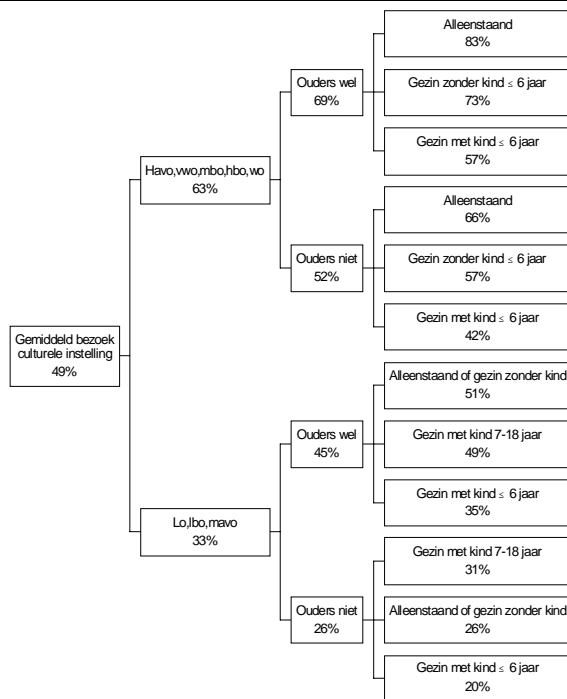 Alleenstaand
83%
Ouders wel
69%
Gezin zonder kind ≤ 6 jaar
73%
Gezin met kind ≤ 6 jaar
57%
Havo,vwo,mbo,hbo,wo
63%
Alleenstaand
66%
Ouders niet
52%
Gezin zonder kind ≤ 6 jaar
57%
Gezin met kind ≤ 6 jaar
42%
Gemiddeld bezoek
culturele instelling
49%
Alleenstaand of gezin zonder kind
51%
Ouders wel
45%
Gezin met kind 7-18 jaar
49%
Gezin met kind ≤ 6 jaar
35%
Lo,lbo,mavo
33%
Gezin met kind 7-18 jaar
31%
Ouders niet
26%
Alleenstaand of gezin zonder kind
26%
Gezin met kind ≤ 6 jaar
20%